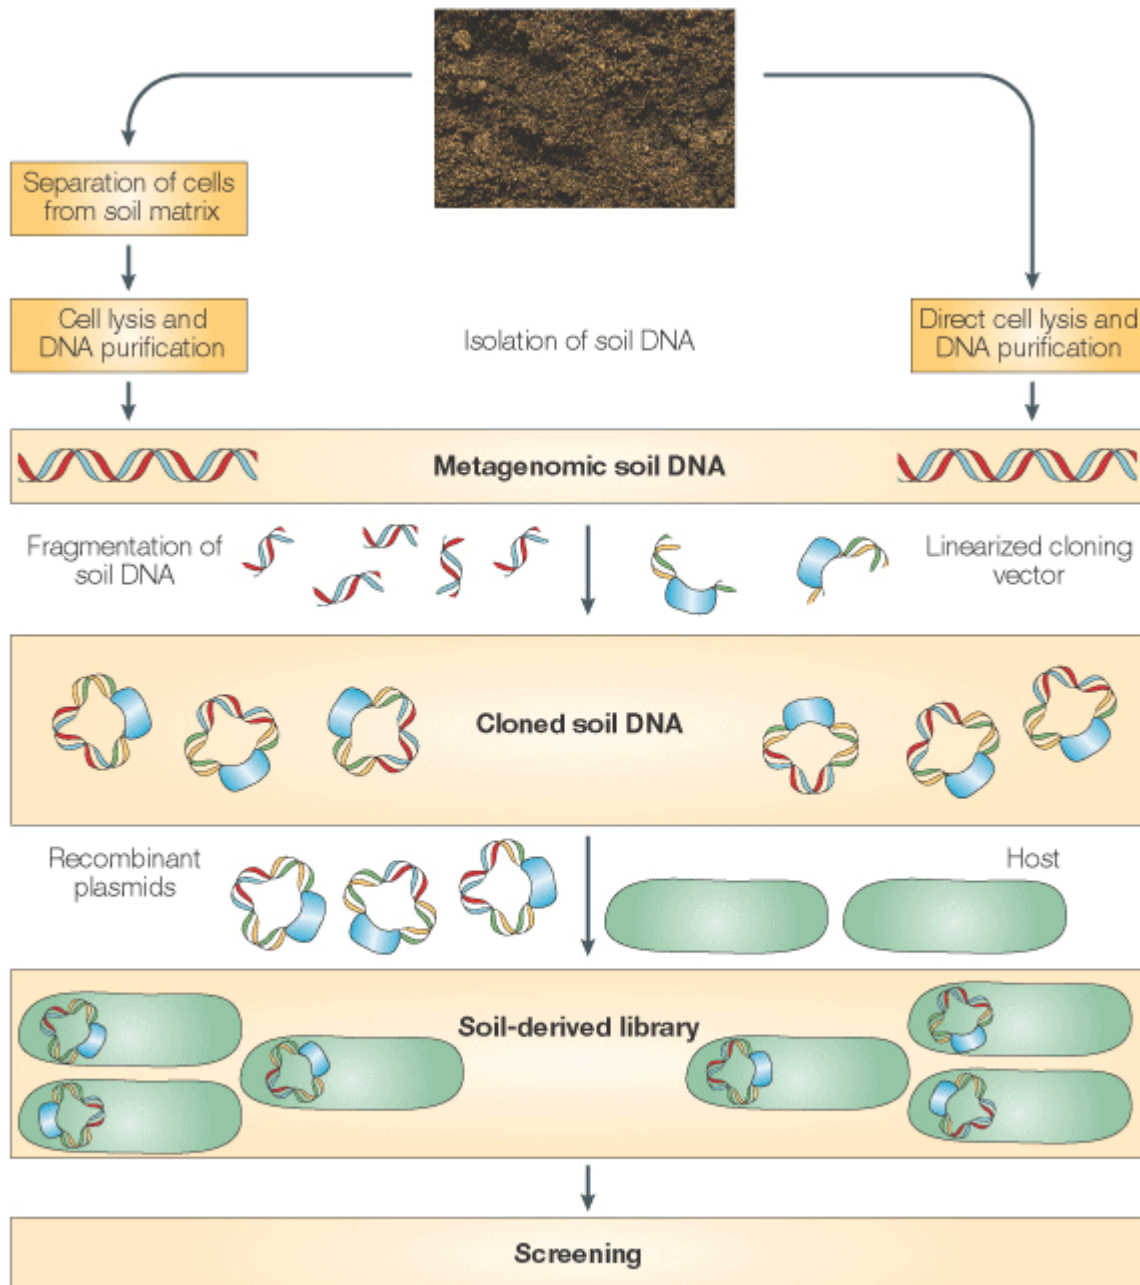 Separation of cells
from soil matrix
Cell lysis and
DNA purification
Isolation of soil DNA
Direct cell lysis and
DNA purification
Metagenomic soil DNA
Fragmentation of
soil DNA
Linearized cloning
vector
Cloned soil DNA
Recombinant
plasmids
Host
Soil-derived library
Screening